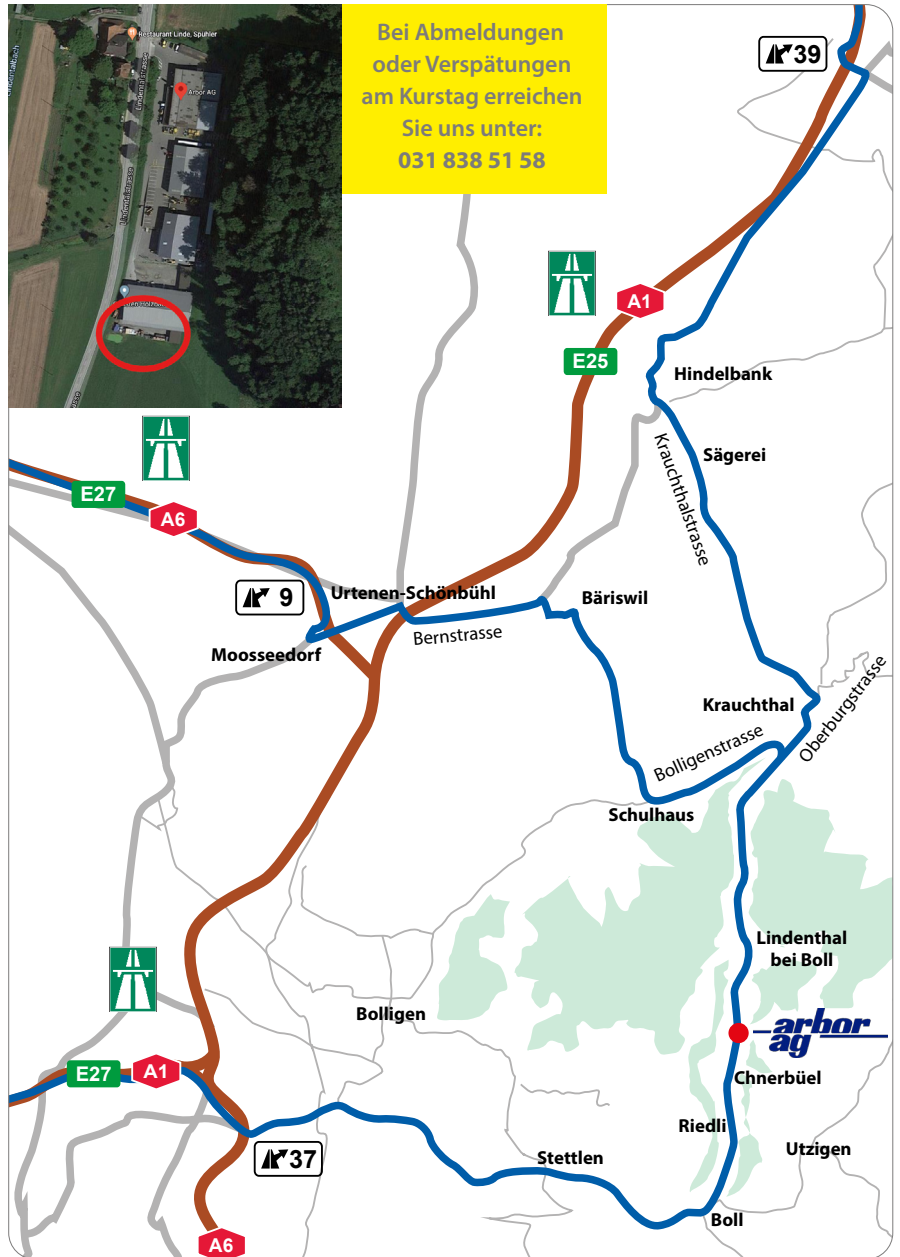 Restaurant Linde, Spuhler
Lindentalstrasse
Arbor AG
Lindentalstrasse
Bei Abmeldungen
oder Verspätungen
am Kurstag erreichen
Sie uns unter:
031 838 51 58
39
A1
E25
Hindelbank
Sägerei
Krauchthalstrasse
E27
A6
9
Urtenen-Schönbühl
Bäriswil
Bernstrasse
Moosseedorf
Krauchthal
Oberburgstrasse
Bolligenstrasse
Schulhaus
Lindenthal
bei Boll
Bolligen
arbor
ag
E27
A1
Chnerbüel
Riedli
37
Stettlen
Utzigen
Boll
A6